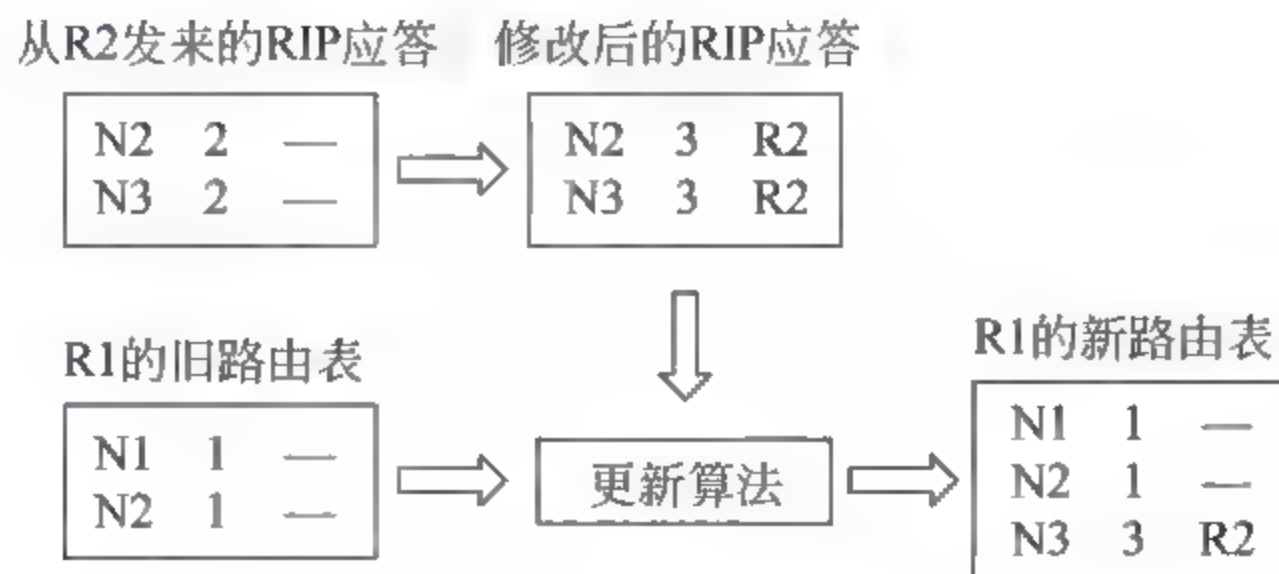 从R2发来的RIP应答
N2 2 —
N3 2 —
修改后的RIP应答
N2 3 R2
N3 3 R2
R1的旧路由表
N1 1 —
N2 1 —
更新算法
R1的新路由表
N1 1 —
N2 1 —
N3 3 R2